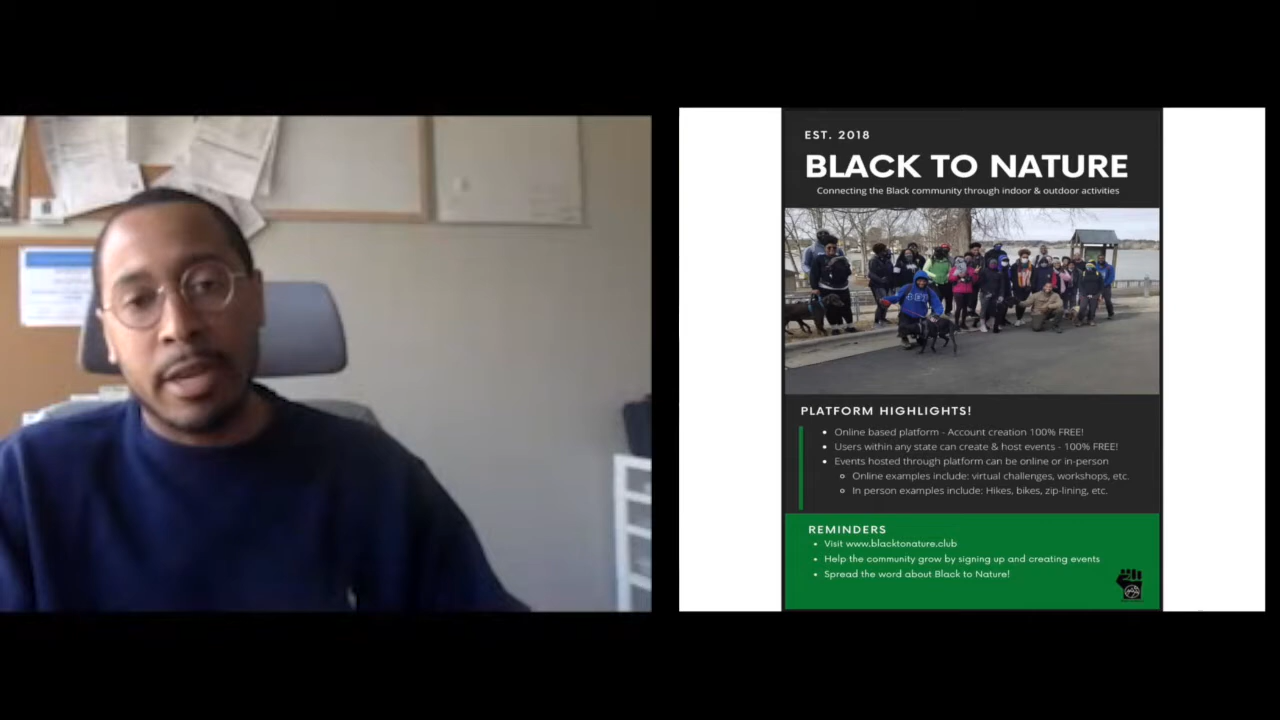 EST. 2018
BLACK TO NATURE
Connecting the Black community through indoor & outdoor activities
PLATFORM HIGHLIGHTS!
Online based platform - Account creation 100% FREE!
Users within any state can create & host events - 100% FREE!
Events hosted through platform can be online or in-person
Online examples include: virtual challenges, workshops, etc.
In person examples include: Hikes, bikes, zip-lining, etc.
REMINDERS
Visit www.blacktonature.club
Help the community grow by signing up and creating events
Spread the word about Black to Nature!